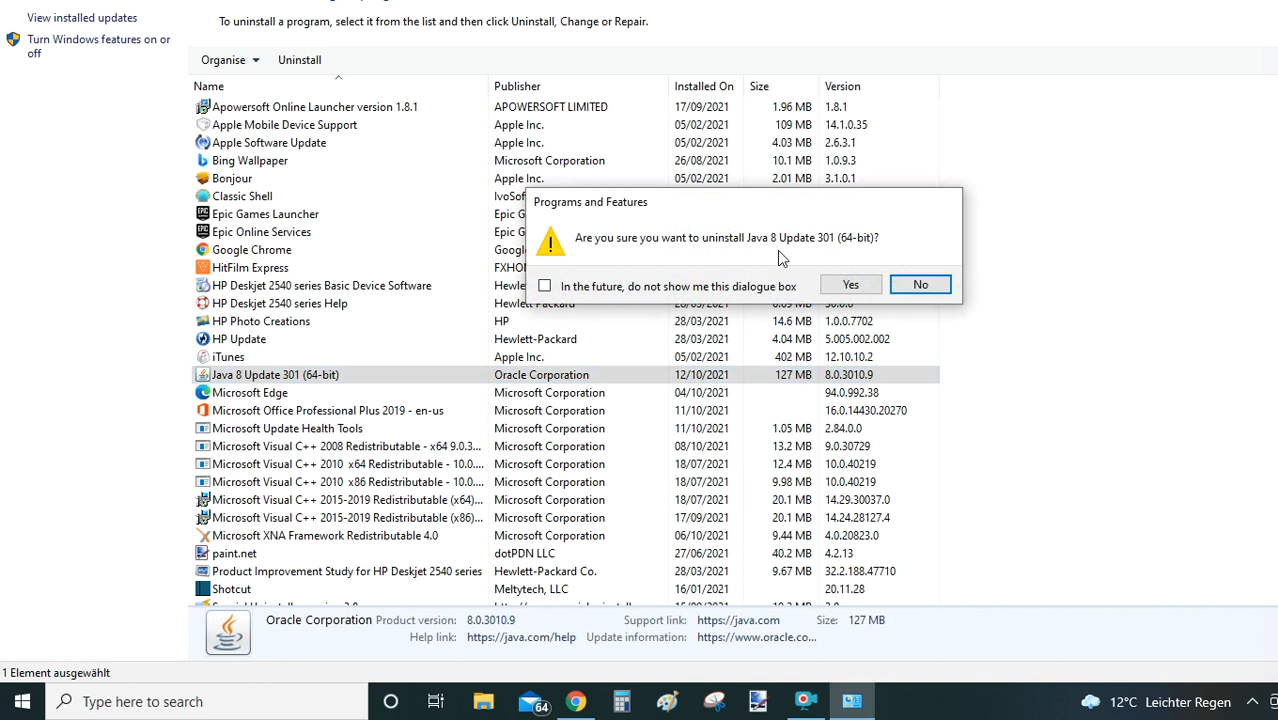 View installed updates
To uninstall a program, select it from the list and then click Uninstall, Change or Repair.
Turn Windows features on or
off
Organise Uninstall
Name Publisher Installed On Size Version
Apowersoft Online Launcher version 1.8.1 APOWERSOFT LIMITED 17/09/2021 1.96 MB 1.8.1
Apple Mobile Device Support Apple Inc. 05/02/2021 109 MB 14.1.0.35
Apple Software Update Apple Inc. 05/02/2021 4.03 MB 2.6.3.1
Bing Wallpaper Microsoft Corporation 26/08/2021 10.1 MB 1.0.9.3
Bonjour Apple Inc. 05/02/2021 2.01 MB 3.1.0.1
Classic Shell IvoSof
Epic Games Launcher Epic G
Epic Online Services Epic G
Google Chrome Googl
HitFilm Express FXHO
HP Deskjet 2540 series Basic Device Software Hewle
HP Deskjet 2540 series Help
HP Photo Creations HP 28/03/2021 14.6 MB 1.0.0.7702
HP Update Hewlett-Packard 28/03/2021 4.04 MB 5.005.002.002
iTunes Apple Inc. 05/02/2021 402 MB 12.10.10.2
Java 8 Update 301 (64-bit) Oracle Corporation 12/10/2021 127 MB 8.0.3010.9
Microsoft Edge Microsoft Corporation 04/10/2021 94.0.992.38
Microsoft Office Professional Plus 2019 - en-us Microsoft Corporation 11/10/2021 16.0.14430.20270
Microsoft Update Health Tools Microsoft Corporation 11/10/2021 1.05 MB 2.84.0.0
Microsoft Visual C++ 2008 Redistributable - x64 9.0.3... Microsoft Corporation 08/10/2021 13.2 MB 9.0.30729
Microsoft Visual C++ 2010 x64 Redistributable - 10.0.... Microsoft Corporation 18/07/2021 12.4 MB 10.0.40219
Microsoft Visual C++ 2010 x86 Redistributable - 10.0.... Microsoft Corporation 18/07/2021 9.98 MB 10.0.40219
Microsoft Visual C++ 2015-2019 Redistributable (x64)... Microsoft Corporation 18/07/2021 20.1 MB 14.29.30037.0
Microsoft Visual C++ 2015-2019 Redistributable (x86)... Microsoft Corporation 17/09/2021 20.1 MB 14.24.28127.4
Microsoft XNA Framework Redistributable 4.0 Microsoft Corporation 06/10/2021 9.44 MB 4.0.20823.0
paint.net dotPDN LLC 27/06/2021 40.2 MB 4.2.13
Product Improvement Study for HP Deskjet 2540 series Hewlett-Packard Co. 28/03/2021 9.67 MB 32.2.188.47710
Shotcut Meltytech, LLC 16/01/2021 20.11.28
Programs and Features
Are you sure you want to uninstall Java 8 Update 301 (64-bit)?
In the future, do not show me this dialogue box Yes No
Oracle Corporation Product version: 8.0.3010.9 Support link: https://java.com Size: 127 MB
Help link: https://java.com/help Update information: https://www.oracle.co...
1 Element ausgewählt
Type here to search 64 12°C Leichter Regen